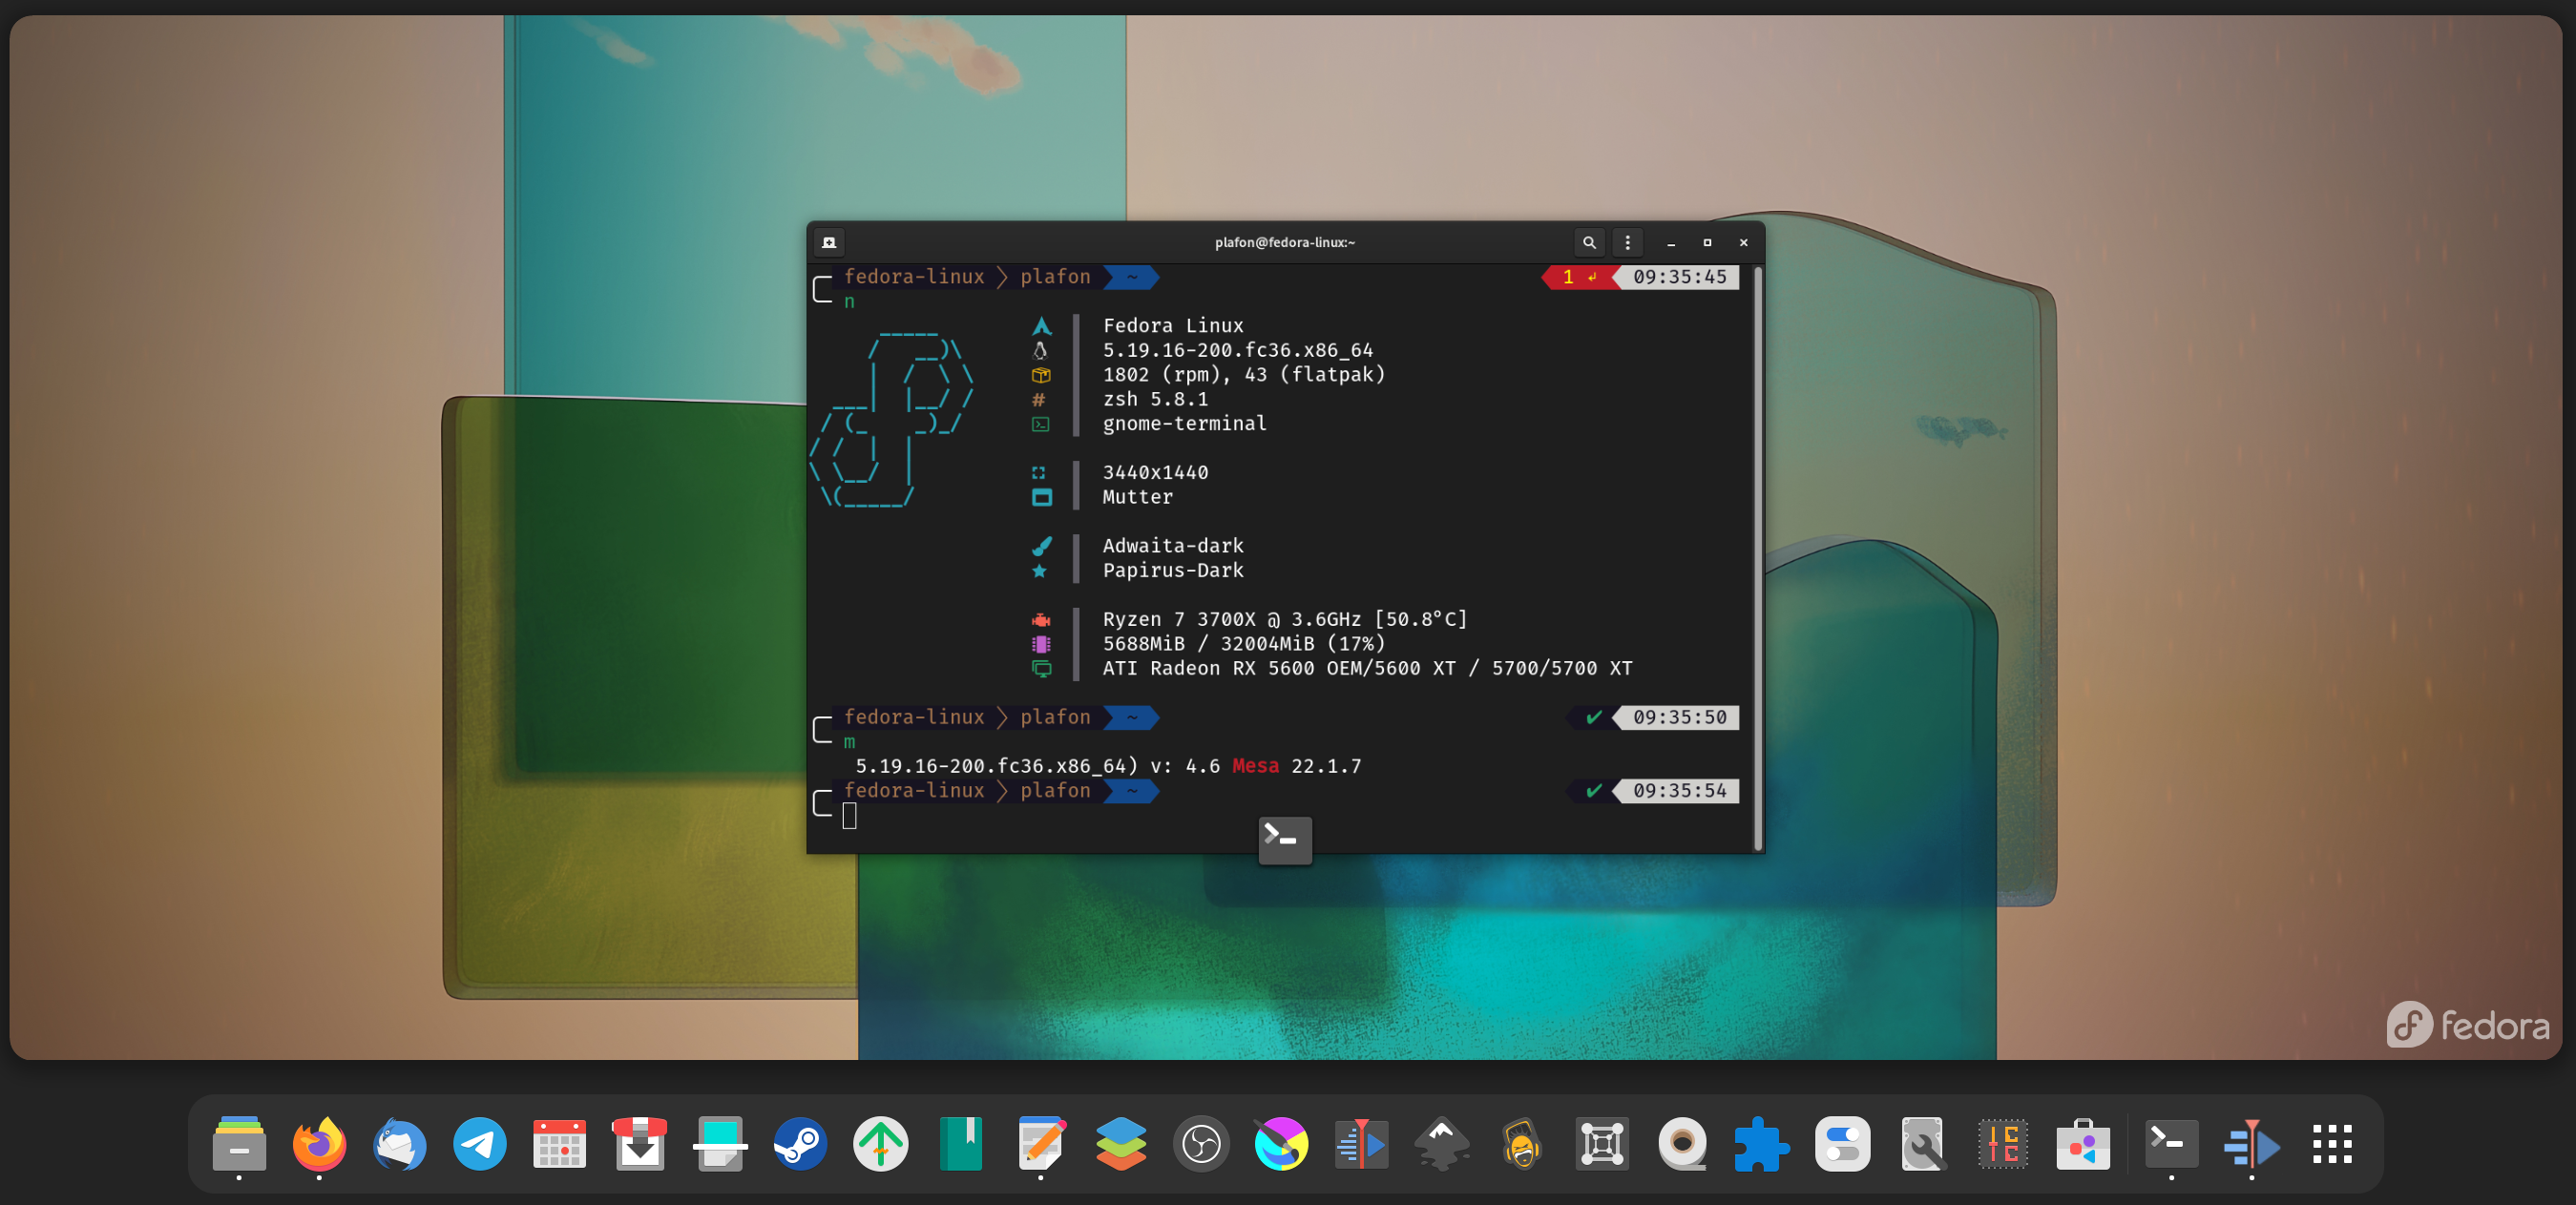 plafon@fedora-linux:~
fedora-linux plafon ~ 1 ↲ 09:35:45
n
Fedora Linux
5.19.16-200.fc36.x86_64
1802 (rpm), 43 (flatpak)
# zsh 5.8.1
gnome-terminal
3440x1440
Mutter
Adwaita-dark
Papirus-Dark
Ryzen 7 3700X @ 3.6GHz [50.8°C]
5688MiB / 32004MiB (17%)
ATI Radeon RX 5600 OEM/5600 XT / 5700/5700 XT
fedora-linux plafon ~ ✔ 09:35:50
m
5.19.16-200.fc36.x86_64) v: 4.6 Mesa 22.1.7
fedora-linux plafon ~ ✔ 09:35:54
fedora